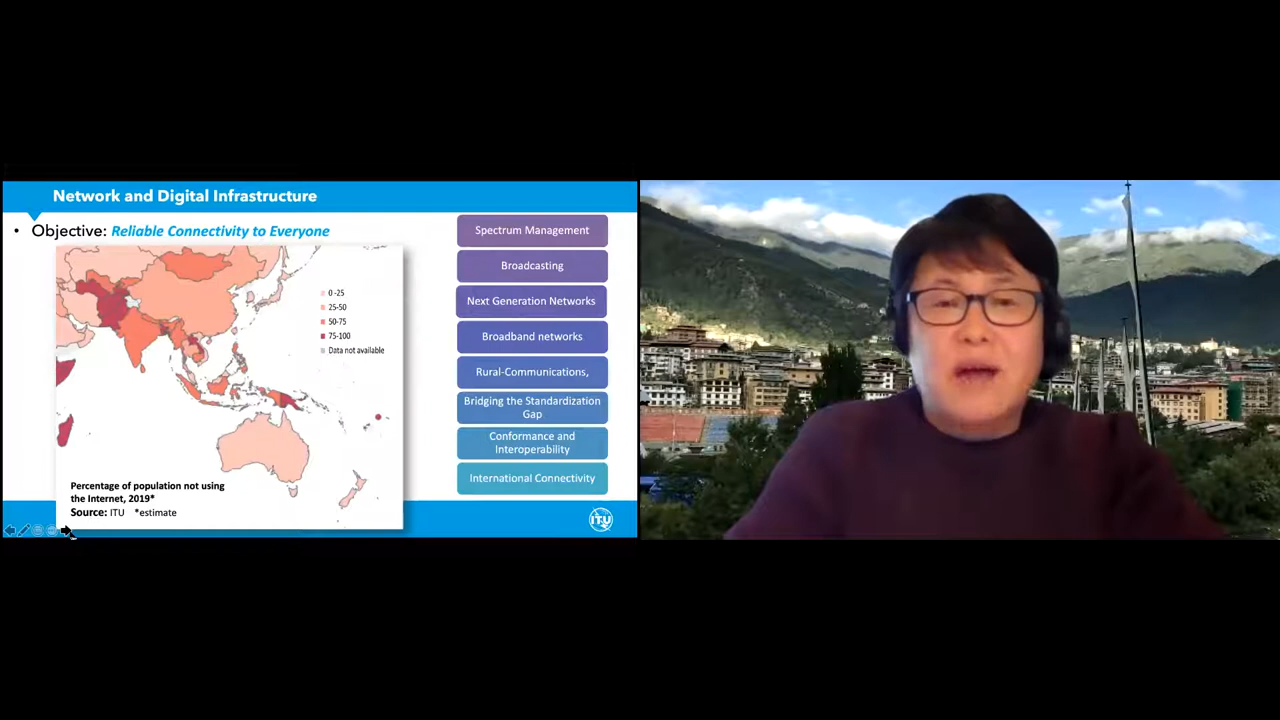 Network and Digital Infrastructure
• Objective: Reliable Connectivity to Everyone
0 -25
25-50
50-75
75-100
Data not available
Percentage of population not using
the Internet, 2019*
Source: ITU *estimate
Spectrum Management
Broadcasting
Next Generation Networks
Broadband networks
Rural-Communications,
Bridging the Standardization
Gap
Conformance and
Interoperability
International Connectivity
ITU